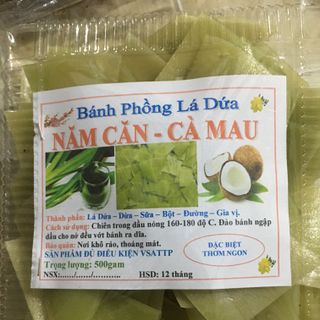 Bánh Phồng Lá Dứa
NĂM CĂN - CÀ MAU
Thành phần: Lá Dứa - Dừa - Sữa - Bột - Đường - Gia vị.
Cách sử dụng: Chiên trong dầu nóng 160-180 độ C. Đảo bánh ngập
dầu cho nở đều vớt bánh ra dĩa.
Bảo quản: Nơi khô ráo, thoáng mát.
SẢN PHẨM ĐỦ ĐIỀU KIỆN VSATTP
Trọng lượng: 500gam
NSX:....../....../...........
HSD: 12 tháng
ĐẶC BIỆT
THƠM NGON